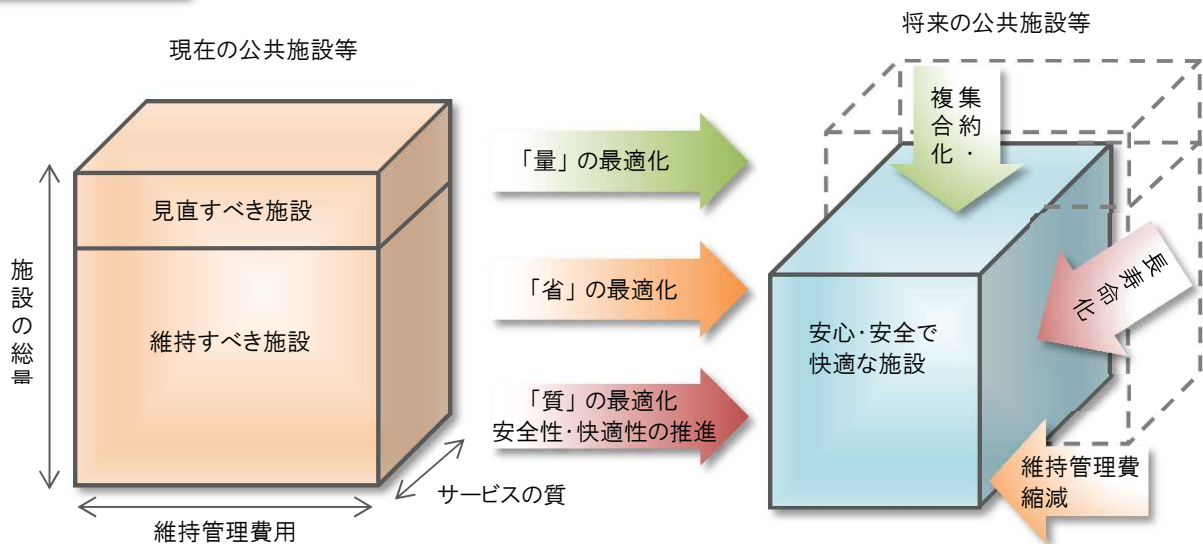 現在の公共施設等
見直すべき施設
維持すべき施設
施設の総量
維持管理費用
サービスの質
「量」の最適化
「省」の最適化
「質」の最適化
安全性・快適性の推進
将来の公共施設等
集約・
複合化
長寿命化
安心・安全で
快適な施設
維持管理費
縮減